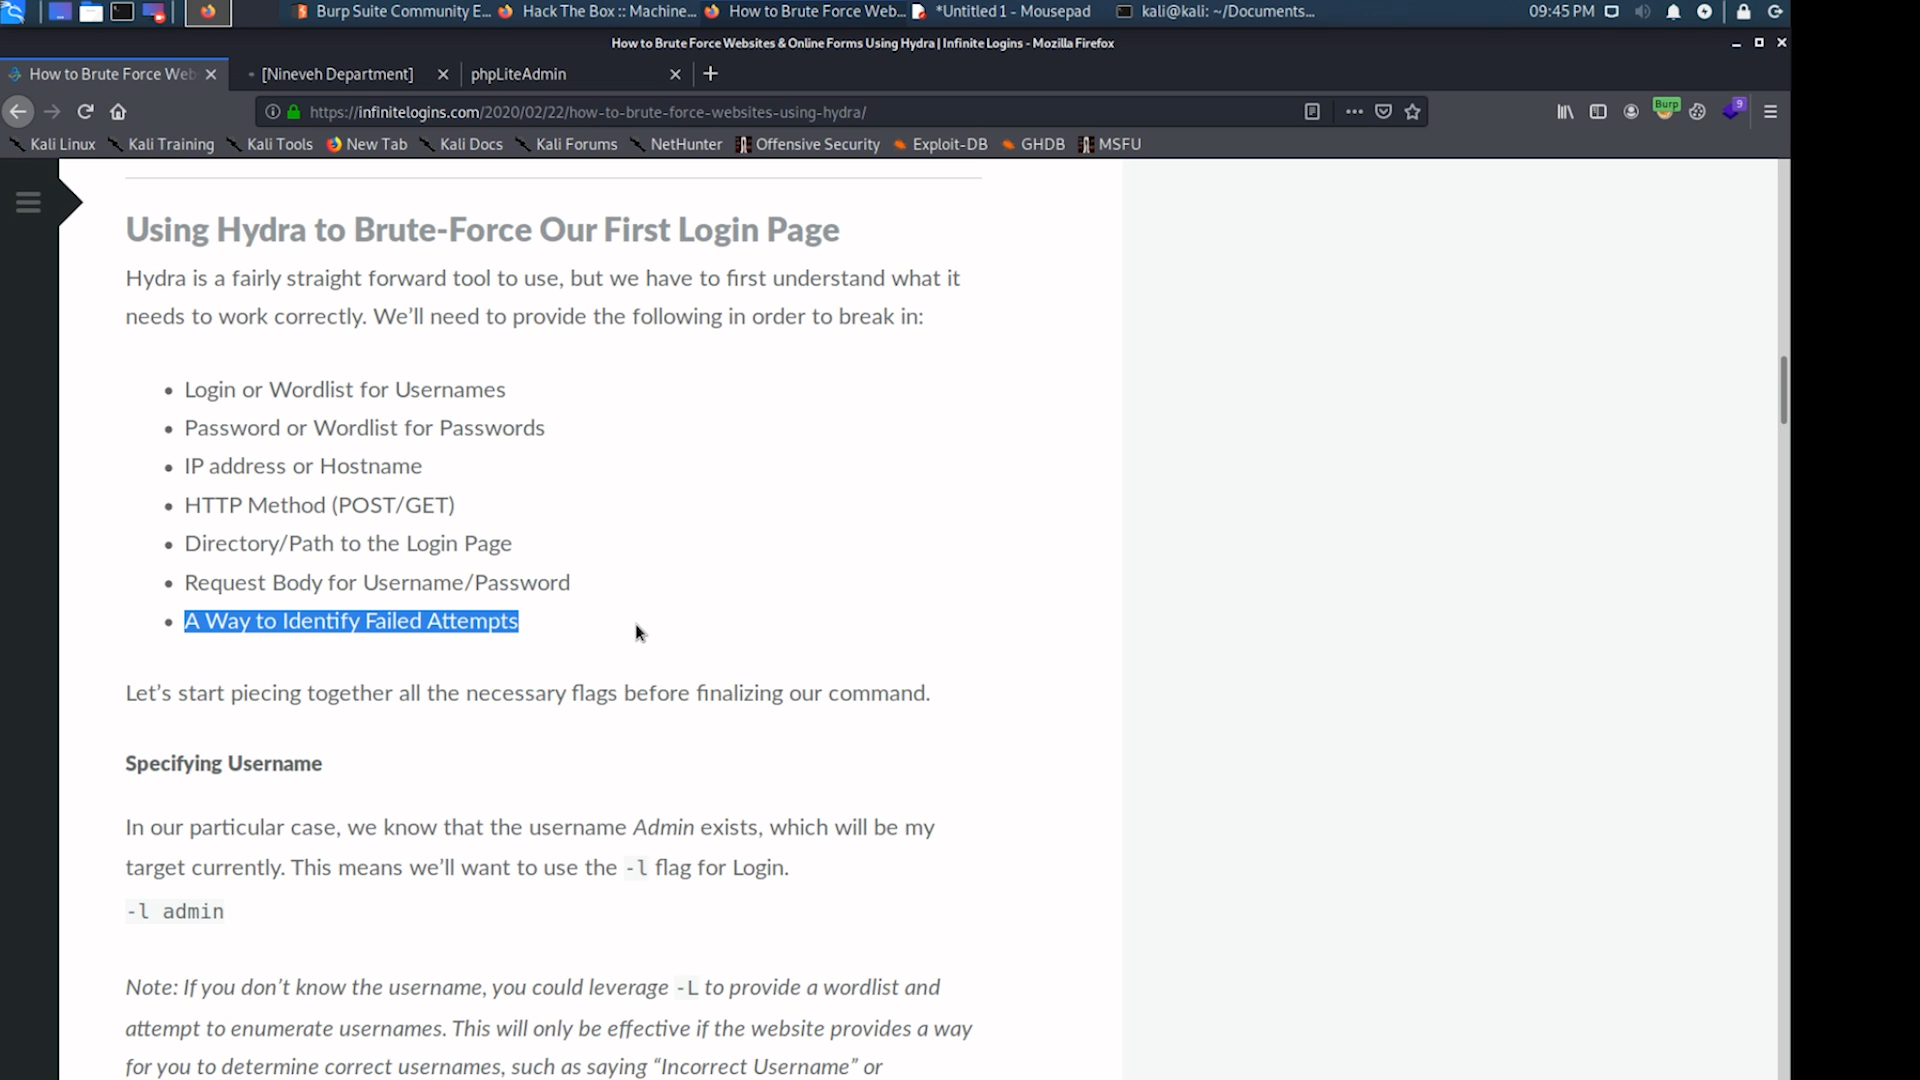 Burp Suite Community E...
Hack The Box :: Machine...
How to Brute Force Web...
*Untitled 1 - Mousepad
kali@kali: ~/Documents...
09:45 PM
How to Brute Force Websites & Online Forms Using Hydra | Infinite Logins - Mozilla Firefox
How to Brute Force Web
[Nineveh Department]
phpLiteAdmin
https://infinitelogins.com/2020/02/22/how-to-brute-force-websites-using-hydra/
Burp
9
Kali Linux
Kali Training
Kali Tools
New Tab
Kali Docs
Kali Forums
NetHunter
Offensive Security
Exploit-DB
GHDB
MSFU
Using Hydra to Brute-Force Our First Login Page
Hydra is a fairly straight forward tool to use, but we have to first understand what it
needs to work correctly. We’ll need to provide the following in order to break in:
• Login or Wordlist for Usernames
• Password or Wordlist for Passwords
• IP address or Hostname
• HTTP Method (POST/GET)
• Directory/Path to the Login Page
• Request Body for Username/Password
• A Way to Identify Failed Attempts
Let’s start piecing together all the necessary flags before finalizing our command.
Specifying Username
In our particular case, we know that the username Admin exists, which will be my
target currently. This means we’ll want to use the -l flag for Login.
-l admin
Note: If you don’t know the username, you could leverage -L to provide a wordlist and
attempt to enumerate usernames. This will only be effective if the website provides a way
for you to determine correct usernames, such as saying “Incorrect Username” or